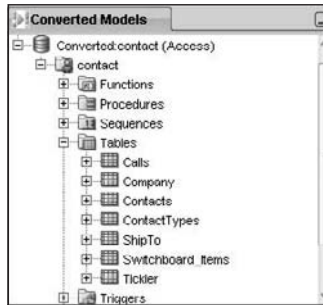 Converted Models
Converted:contact (Access)
contact
Functions
Procedures
Sequences
Tables
Calls
Company
Contacts
ContactTypes
ShipTo
Switchboard_Items
Tickler
Triggers